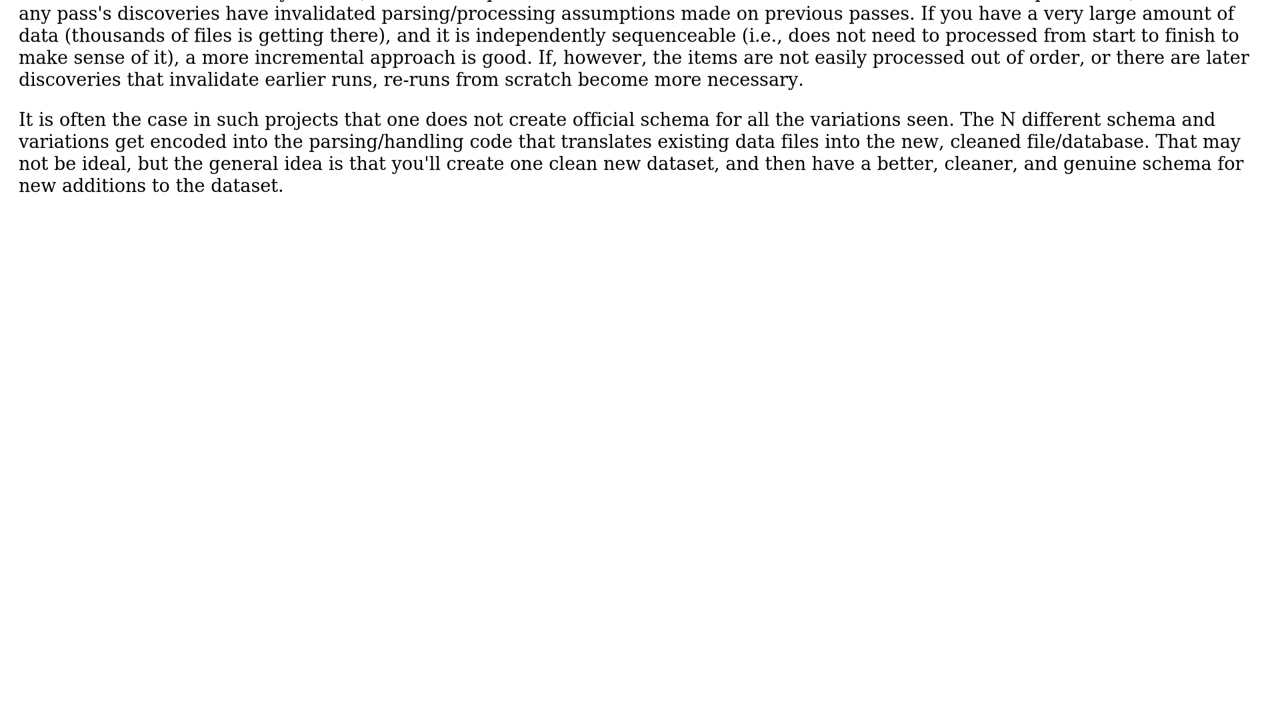 any pass's discoveries have invalidated parsing/processing assumptions made on previous passes. If you have a very large amount of
data (thousands of files is getting there), and it is independently sequenceable (i.e., does not need to processed from start to finish to
make sense of it), a more incremental approach is good. If, however, the items are not easily processed out of order, or there are later
discoveries that invalidate earlier runs, re-runs from scratch become more necessary.
It is often the case in such projects that one does not create official schema for all the variations seen. The N different schema and
variations get encoded into the parsing/handling code that translates existing data files into the new, cleaned file/database. That may
not be ideal, but the general idea is that you'll create one clean new dataset, and then have a better, cleaner, and genuine schema for
new additions to the dataset.